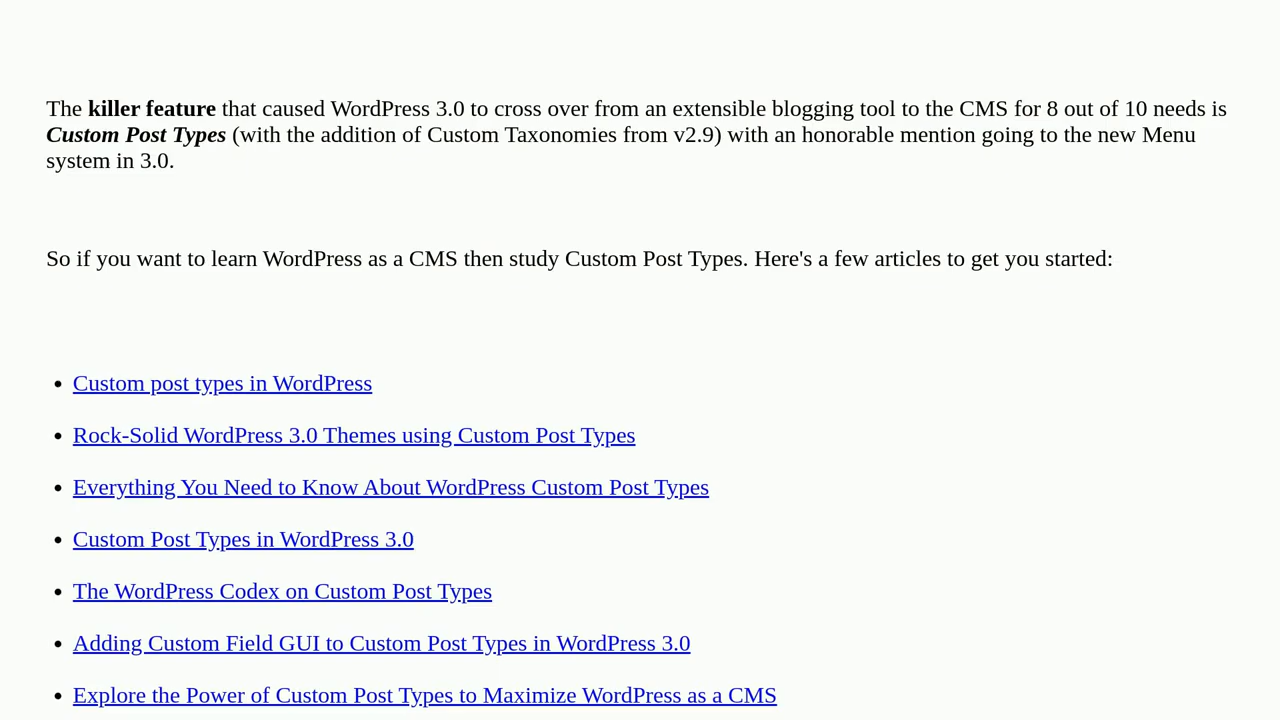 The killer feature that caused WordPress 3.0 to cross over from an extensible blogging tool to the CMS for 8 out of 10 needs is
Custom Post Types (with the addition of Custom Taxonomies from v2.9) with an honorable mention going to the new Menu
system in 3.0.
So if you want to learn WordPress as a CMS then study Custom Post Types. Here's a few articles to get you started:
• Custom post types in WordPress
• Rock-Solid WordPress 3.0 Themes using Custom Post Types
• Everything You Need to Know About WordPress Custom Post Types
• Custom Post Types in WordPress 3.0
• The WordPress Codex on Custom Post Types
• Adding Custom Field GUI to Custom Post Types in WordPress 3.0
• Explore the Power of Custom Post Types to Maximize WordPress as a CMS